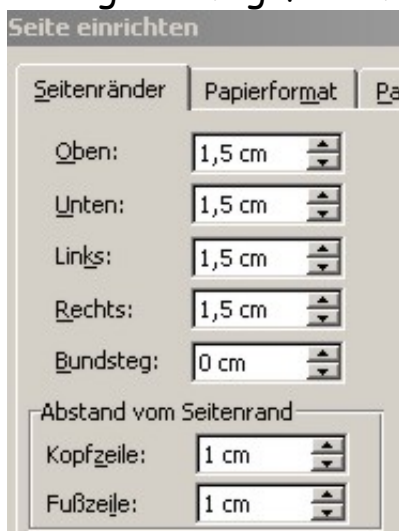 Seite einrichten
Seitenränder Papierformat Pa
Oben: 1,5 cm
Unten: 1,5 cm
Links: 1,5 cm
Rechts: 1,5 cm
Bundsteg: 0 cm
Abstand vom Seitenrand
Kopfzeile: 1 cm
Fußzeile: 1 cm